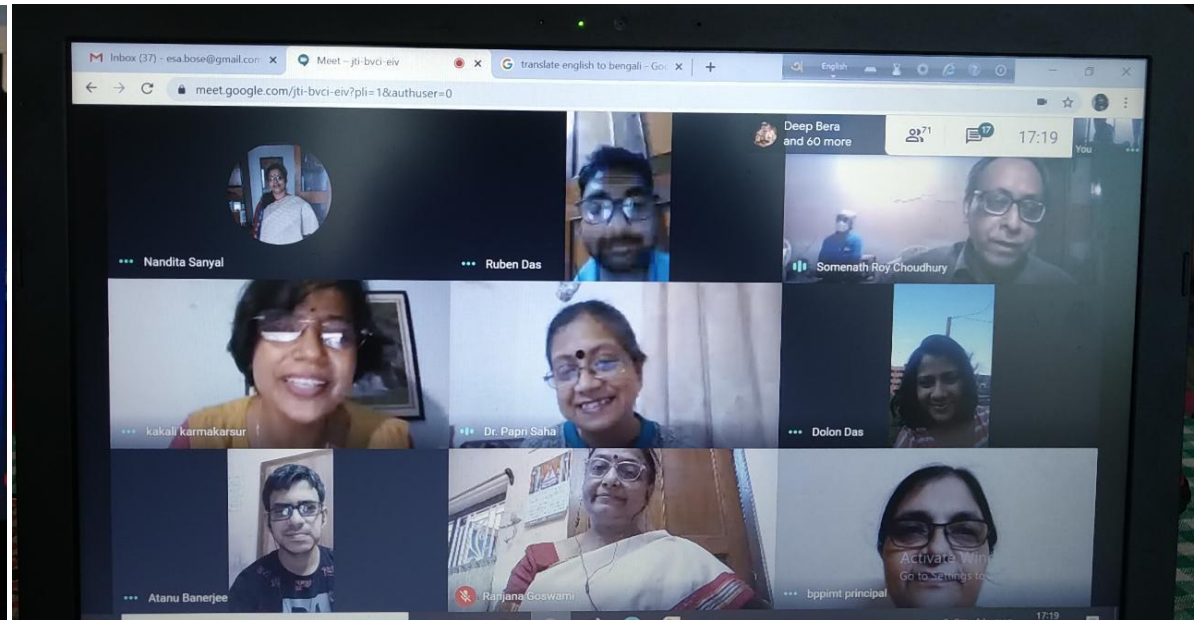 Inbox (37) - esa.bose@gmail.com
Meet – jti-bvci-eiv
translate english to bengali - Goo
English
meet.google.com/jti-bvci-eiv?pli=1&authuser=0
Deep Bera
and 60 more
71
17
17:19
You
Nandita Sanyal
Ruben Das
Somenath Roy Choudhury
kakali karmakarsur
Dr. Papri Saha
Dolon Das
Atanu Banerjee
Ranjana Goswami
Activate Win
Go to Settings to
bppimt principal
17:19